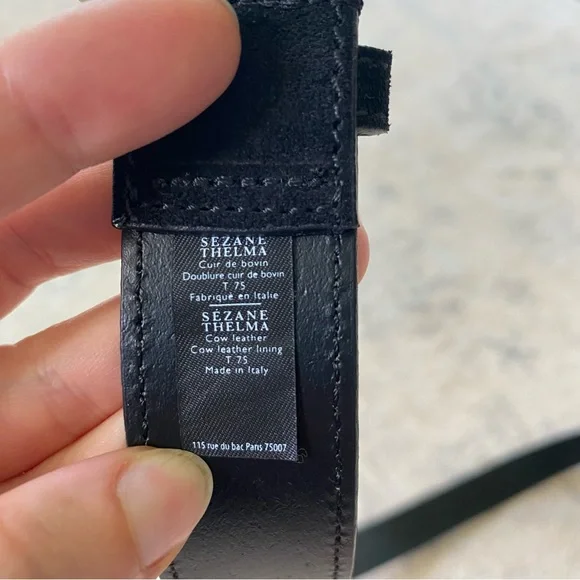 SÉZANE
THELMA
Cuir de bovin
Doublure cuir de bovin
T 75
Fabriqué en Italie
SÉZANE
THELMA
Cow leather
Cow leather lining
T 75
Made in Italy
115 rue du bac Paris 75007